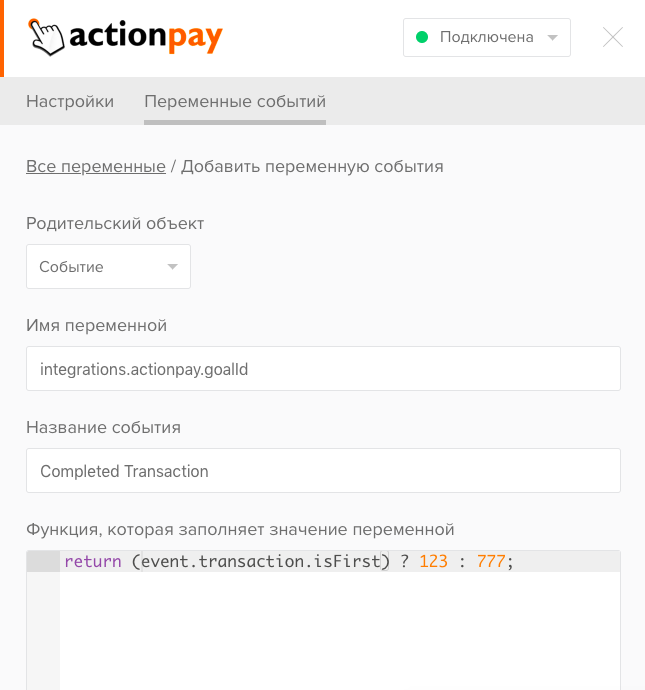 actionpay
Подключена
Настройки Переменные событий
Все переменные / Добавить переменную события
Родительский объект
Событие
Имя переменной
integrations.actionpay.goalId
Название события
Completed Transaction
Функция, которая заполняет значение переменной
return (event.transaction.isFirst) ? 123 : 777;